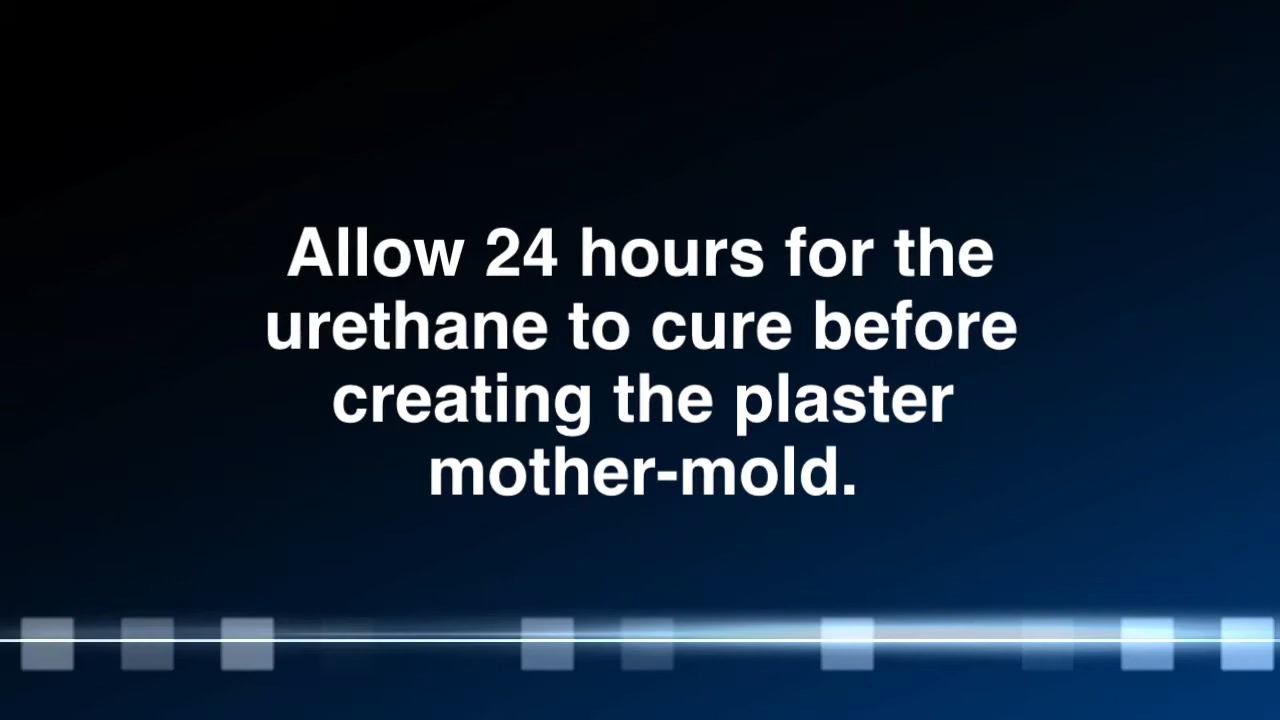 Allow 24 hours for the
urethane to cure before
creating the plaster
mother-mold.